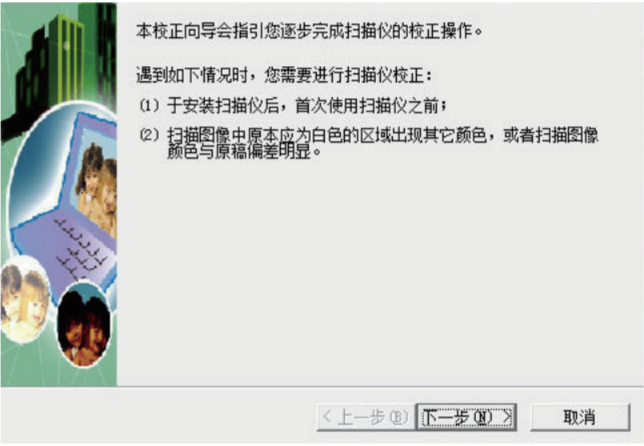 本校正向导会指引您逐步完成扫描仪的校正操作。
遇到如下情况时，您需要进行扫描仪校正：
(1) 于安装扫描仪后，首次使用扫描仪之前；
(2) 扫描图像中原本应为白色的区域出现其它颜色，或者扫描图像
颜色与原稿偏差明显。
< 上一步(B) 下一步(N) > 取消